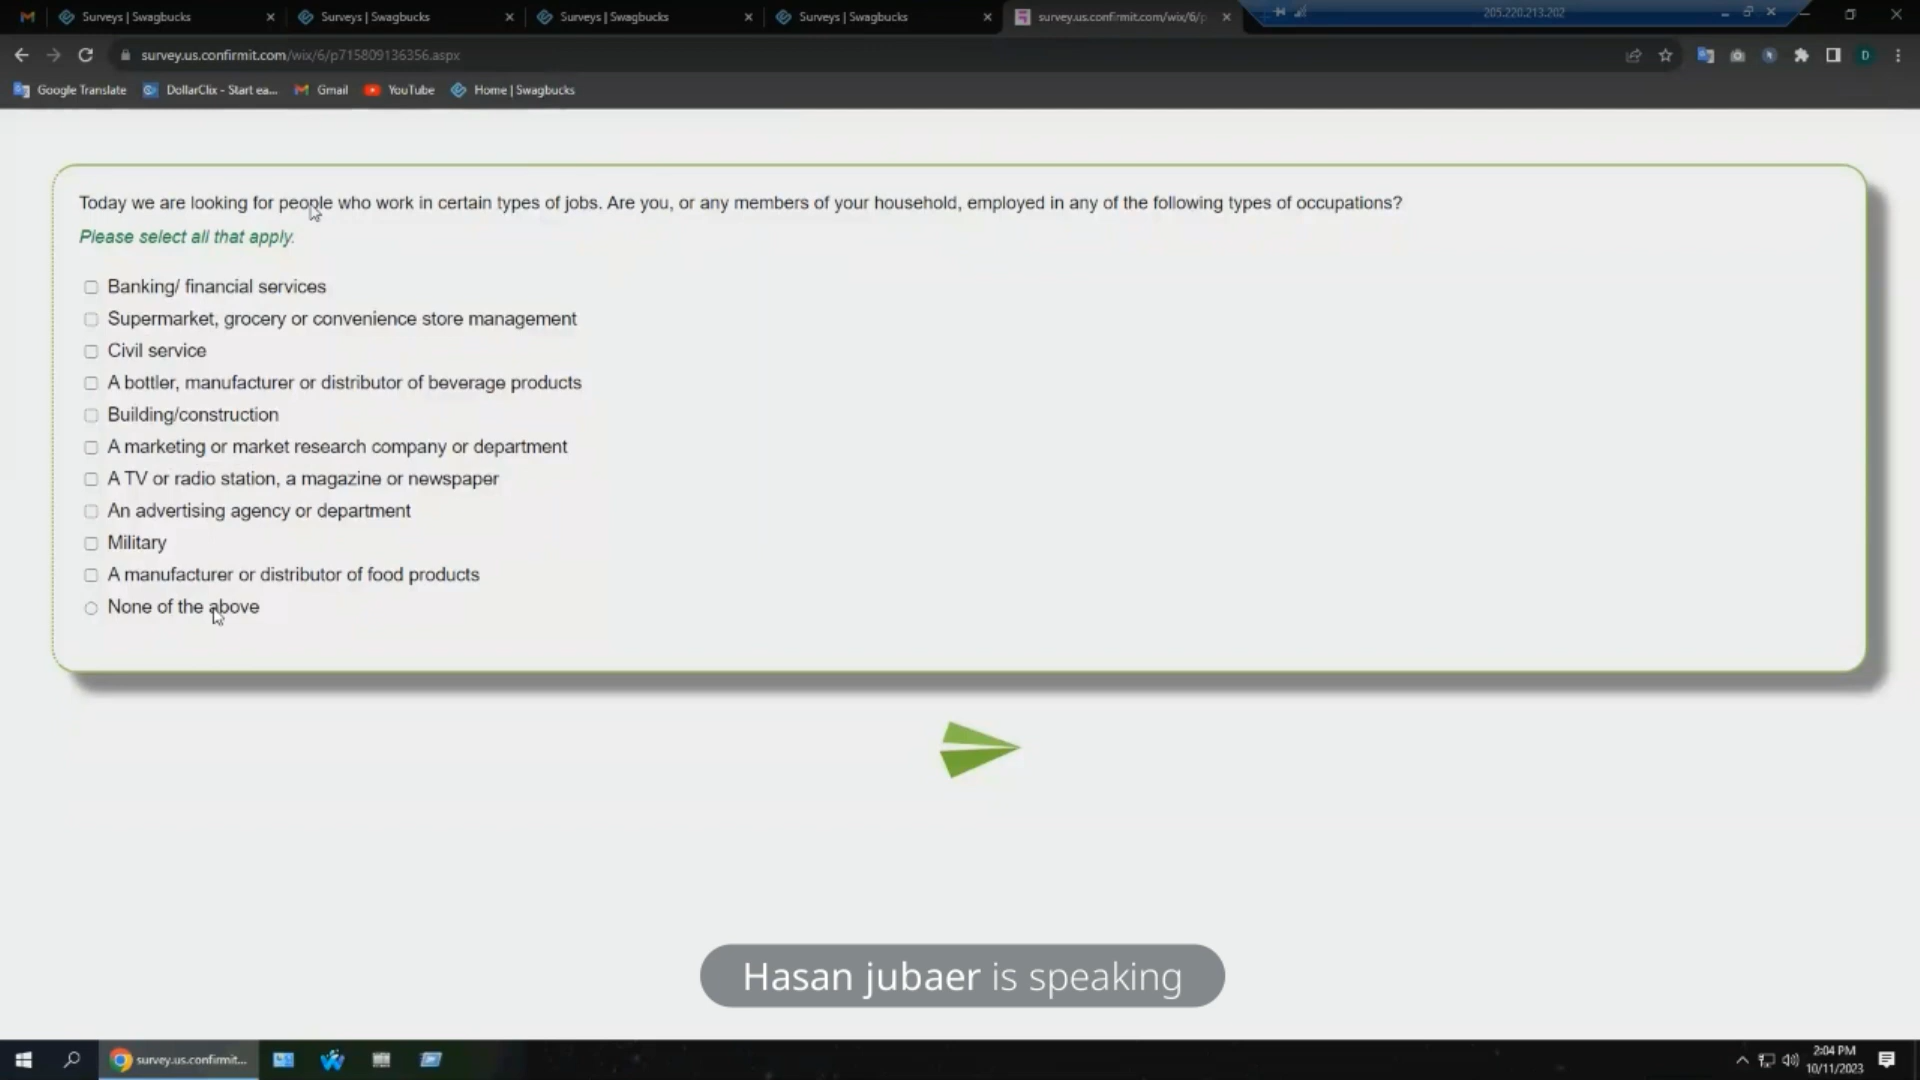 Surveys | Swagbucks
Surveys | Swagbucks
Surveys | Swagbucks
Surveys | Swagbucks
survey.us.confirmit.com/wix/6/p
205.220.213.202
survey.us.confirmit.com/wix/6/p715809136356.aspx
D
Google Translate
DollarClix - Start ea...
Gmail
YouTube
Home | Swagbucks
Today we are looking for people who work in certain types of jobs. Are you, or any members of your household, employed in any of the following types of occupations?
Please select all that apply.
Banking/ financial services
Supermarket, grocery or convenience store management
Civil service
A bottler, manufacturer or distributor of beverage products
Building/construction
A marketing or market research company or department
A TV or radio station, a magazine or newspaper
An advertising agency or department
Military
A manufacturer or distributor of food products
None of the above
Hasan jubaer is speaking
survey.us.confirmit...
2:04 PM
10/11/2023